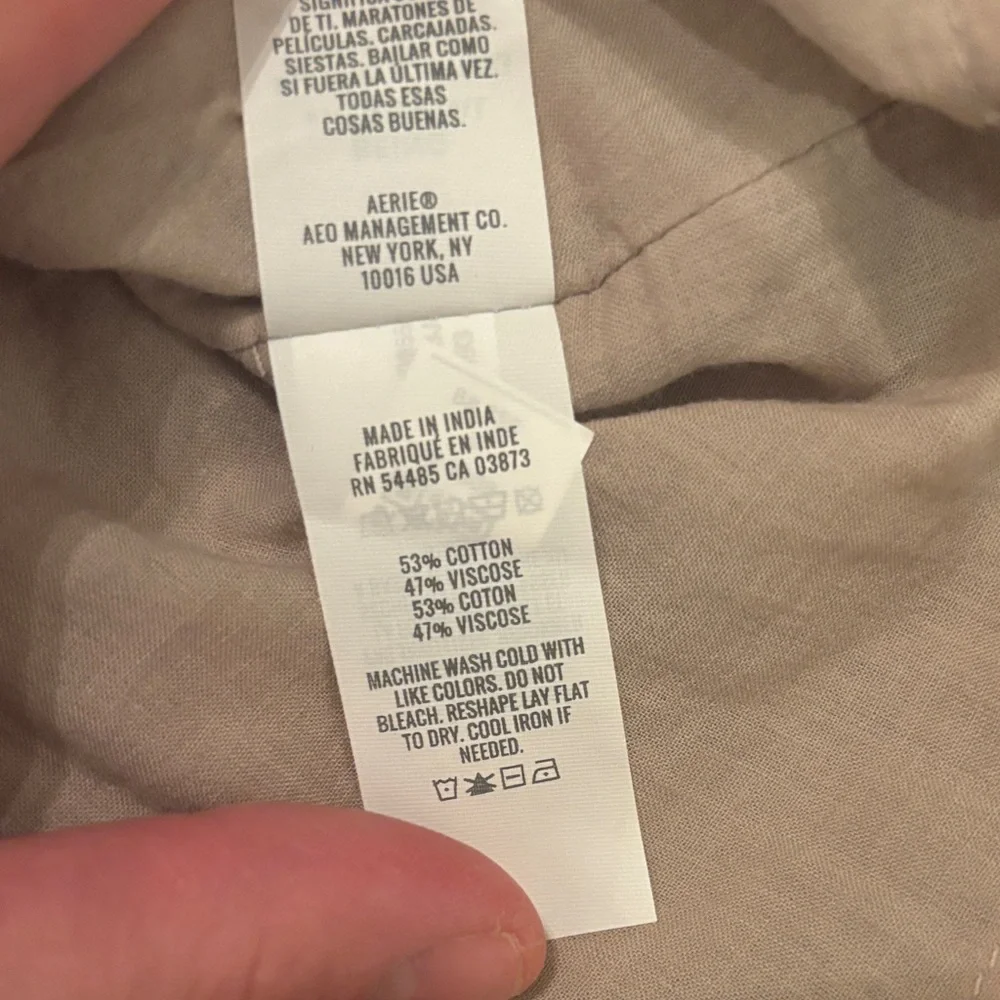 DE TI. MARATONES DE
PELÍCULAS. CARCAJADAS.
SIESTAS. BAILAR COMO
SI FUERA LA ÚLTIMA VEZ.
TODAS ESAS
COSAS BUENAS.
AERIE®
AEO MANAGEMENT CO.
NEW YORK, NY
10016 USA
MADE IN INDIA
FABRIQUÉ EN INDE
RN 54485 CA 03873
53% COTTON
47% VISCOSE
53% COTON
47% VISCOSE
MACHINE WASH COLD WITH
LIKE COLORS. DO NOT
BLEACH. RESHAPE LAY FLAT
TO DRY. COOL IRON IF
NEEDED.